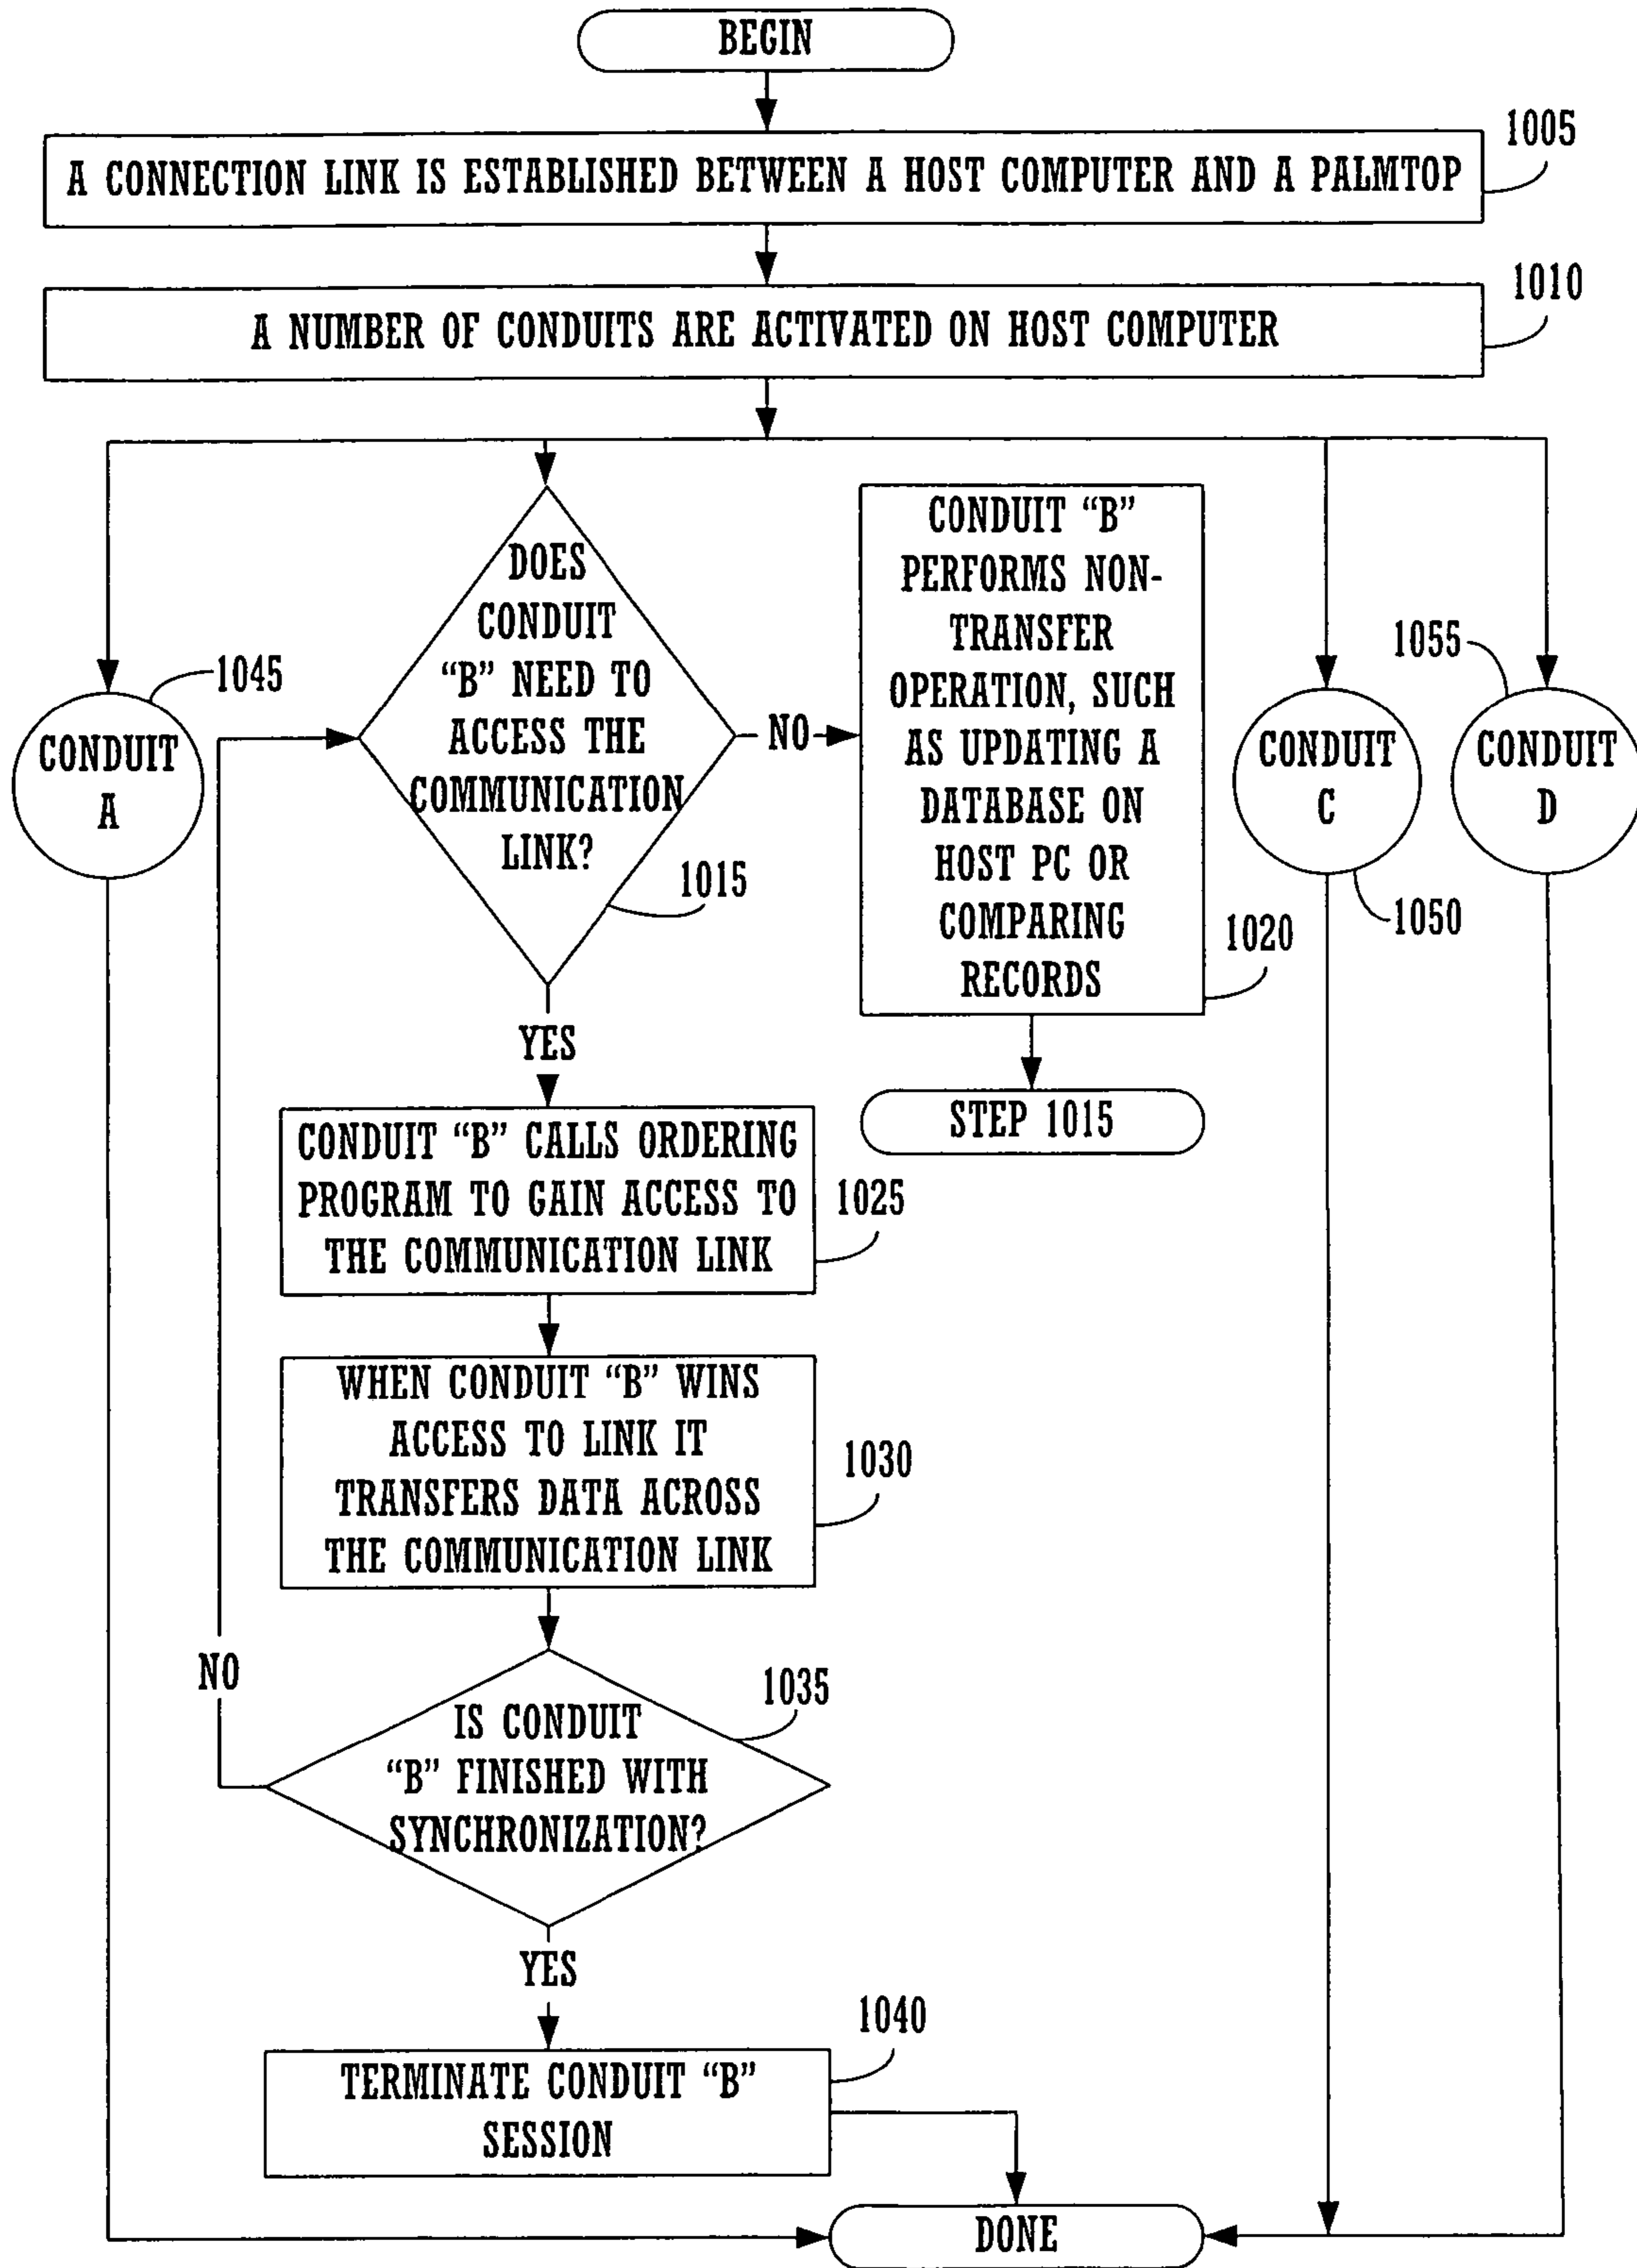 BEGIN
A CONNECTION LINK IS ESTABLISHED BETWEEN A HOST COMPUTER AND A PALMTOP
1005
A NUMBER OF CONDUITS ARE ACTIVATED ON HOST COMPUTER
1010
CONDUIT
A
1045
DOES
CONDUIT
“B” NEED TO
ACCESS THE
COMMUNICATION
LINK?
1015
NO
CONDUIT “B”
PERFORMS NON-
TRANSFER
OPERATION, SUCH
AS UPDATING A
DATABASE ON
HOST PC OR
COMPARING
RECORDS
1020
STEP 1015
CONDUIT
C
1050
CONDUIT
D
1055
YES
CONDUIT “B” CALLS ORDERING
PROGRAM TO GAIN ACCESS TO
THE COMMUNICATION LINK
1025
WHEN CONDUIT “B” WINS
ACCESS TO LINK IT
TRANSFERS DATA ACROSS
THE COMMUNICATION LINK
1030
NO
IS CONDUIT
“B” FINISHED WITH
SYNCHRONIZATION?
1035
YES
TERMINATE CONDUIT “B”
SESSION
1040
DONE